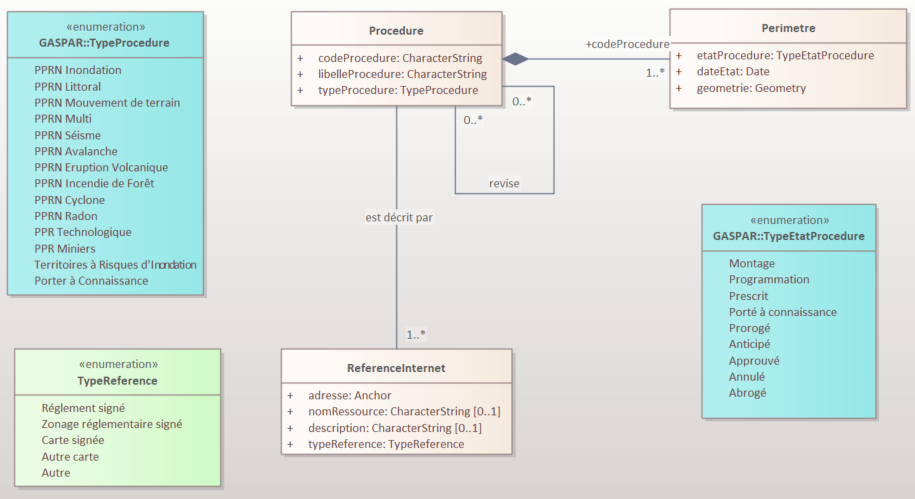 «enumeration»
GASPAR::TypeProcedure
PPRN Inondation
PPRN Littoral
PPRN Mouvement de terrain
PPRN Multi
PPRN Séisme
PPRN Avalanche
PPRN Eruption Volcanique
PPRN Incendie de Forêt
PPRN Cyclone
PPRN Radon
PPR Technologique
PPR Miniers
Territoires à Risques d'Inondation
Porter à Connaissance
Procedure
+ codeProcedure: CharacterString
+ libelleProcedure: CharacterString
+ typeProcedure: TypeProcedure
+codeProcedure
1..*
Perimetre
+ etatProcedure: TypeEtatProcedure
+ dateEtat: Date
+ geometrie: Geometry
0..*
0..*
revise
est décrit par
1..*
«enumeration»
GASPAR::TypeEtatProcedure
Montage
Programmation
Prescrit
Porté à connaissance
Prorogé
Anticipé
Approuvé
Annulé
Abrogé
«enumeration»
TypeReference
Réglement signé
Zonage réglementaire signé
Carte signée
Autre carte
Autre
ReferenceInternet
+ adresse: Anchor
+ nomRessource: CharacterString [0..1]
+ description: CharacterString [0..1]
+ typeReference: TypeReference